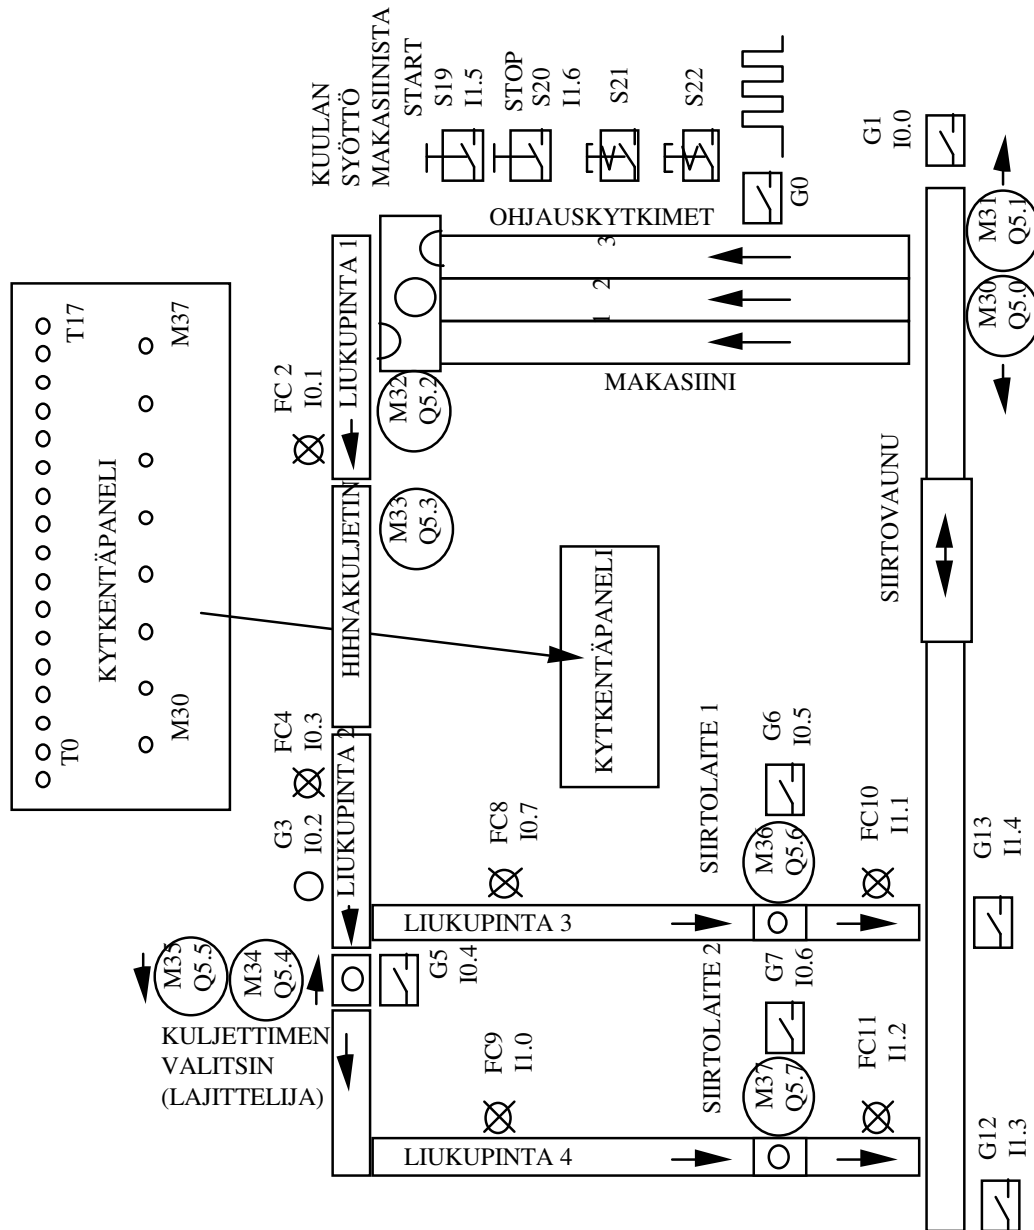 KUULAN
SYÖTTÖ
MAKASIINISTA
START
S19
I1.5
STOP
S20
I1.6
S21
S22
G0
G1
I0.0
OHJAUSKYTKIMET
T17
M37
KYTKENTÄPANELI
T0
M30
FC 2
I0.1
LIUKUPINTA 1
M32
Q5.2
3
2
1
MAKASIINI
M31
Q5.1
M30
Q5.0
M33
Q5.3
HIHNAKULJETIN
KYTKENTÄPANELI
SIIRTOVAUNU
FC4
I0.3
G3
I0.2
LIUKUPINTA 2
FC8
I0.7
SIIRTOLAITE 1
G6
I0.5
M36
Q5.6
FC10
I1.1
G13
I1.4
LIUKUPINTA 3
M35
Q5.5
M34
Q5.4
G5
I0.4
KULJETTIMEN
VALITSIN
(LAJITTELIJA)
FC9
I1.0
SIIRTOLAITE 2
G7
I0.6
M37
Q5.7
FC11
I1.2
G12
I1.3
LIUKUPINTA 4